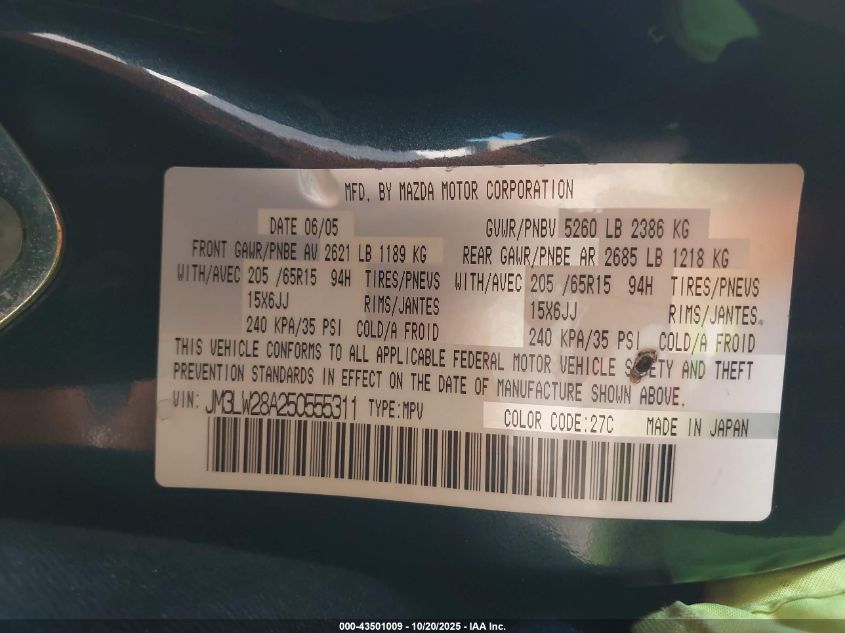 MFD. BY MAZDA MOTOR CORPORATION
DATE 06/05 GVWR/PNBV 5260 LB 2386 KG
FRONT GAWR/PNBE AV 2621 LB 1189 KG REAR GAWR/PNBE AR 2685 LB 1218 KG
WITH/AVEC 205 /65R15 94H TIRES/PNEUS WITH/AVEC 205 /65R15 94H TIRES/PNEUS
15X6JJ RIMS/JANTES 15X6JJ RIMS/JANTES
240 KPA/35 PSI COLD/A FROID 240 KPA/35 PSI COLD/A FROID
THIS VEHICLE CONFORMS TO ALL APPLICABLE FEDERAL MOTOR VEHICLE AND THEFT
PREVENTION STANDARDS IN EFFECT ON THE DATE OF MANUFACTURE SHOWN ABOVE.
VIN: JM3LW28A250555311 TYPE:MPV COLOR CODE:27C MADE IN JAPAN
000-43501009 - 10/20/2025 - IAA Inc.